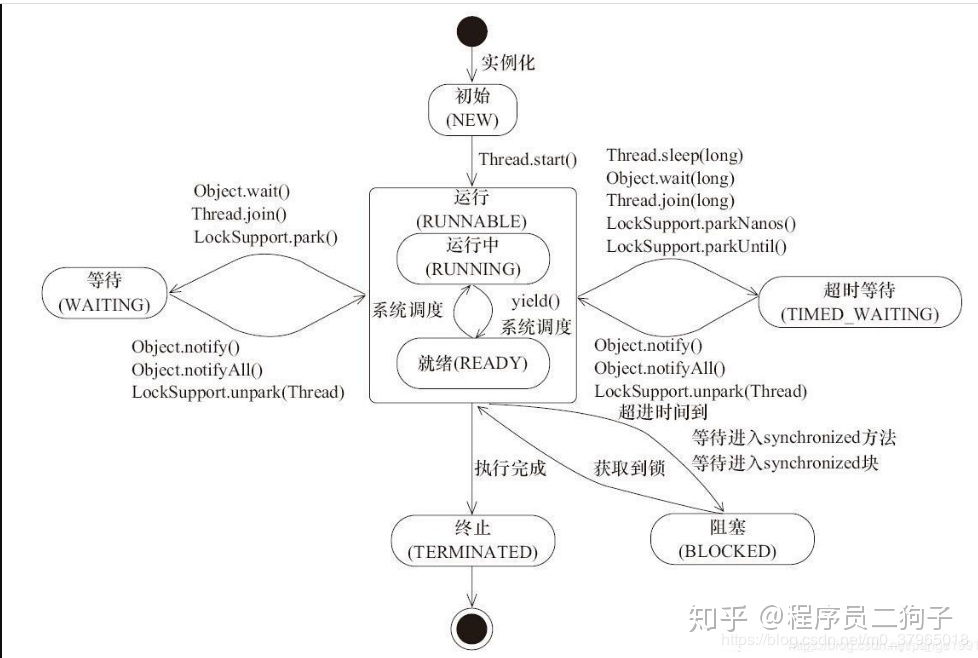 实例化
初始
(NEW)
Thread.start()
Object.wait()
Thread.join()
LockSupport.park()
Thread.sleep(long)
Object.wait(long)
Thread.join(long)
LockSupport.parkNanos()
LockSupport.parkUntil()
运行
(RUNNABLE)
运行中
(RUNNING)
等待
(WAITING)
系统调度
yield()
系统调度
超时等待
(TIMED_WAITING)
就绪(READY)
Object.notify()
Object.notifyAll()
LockSupport.unpark(Thread)
Object.notify()
Object.notifyAll()
LockSupport.unpark(Thread)
超进时间到
等待进入synchronized方法
等待进入synchronized块
执行完成
获取到锁
终止
(TERMINATED)
阻塞
(BLOCKED)
知乎 @程序员二狗子
https://blog.csdn.net/m0_37965018